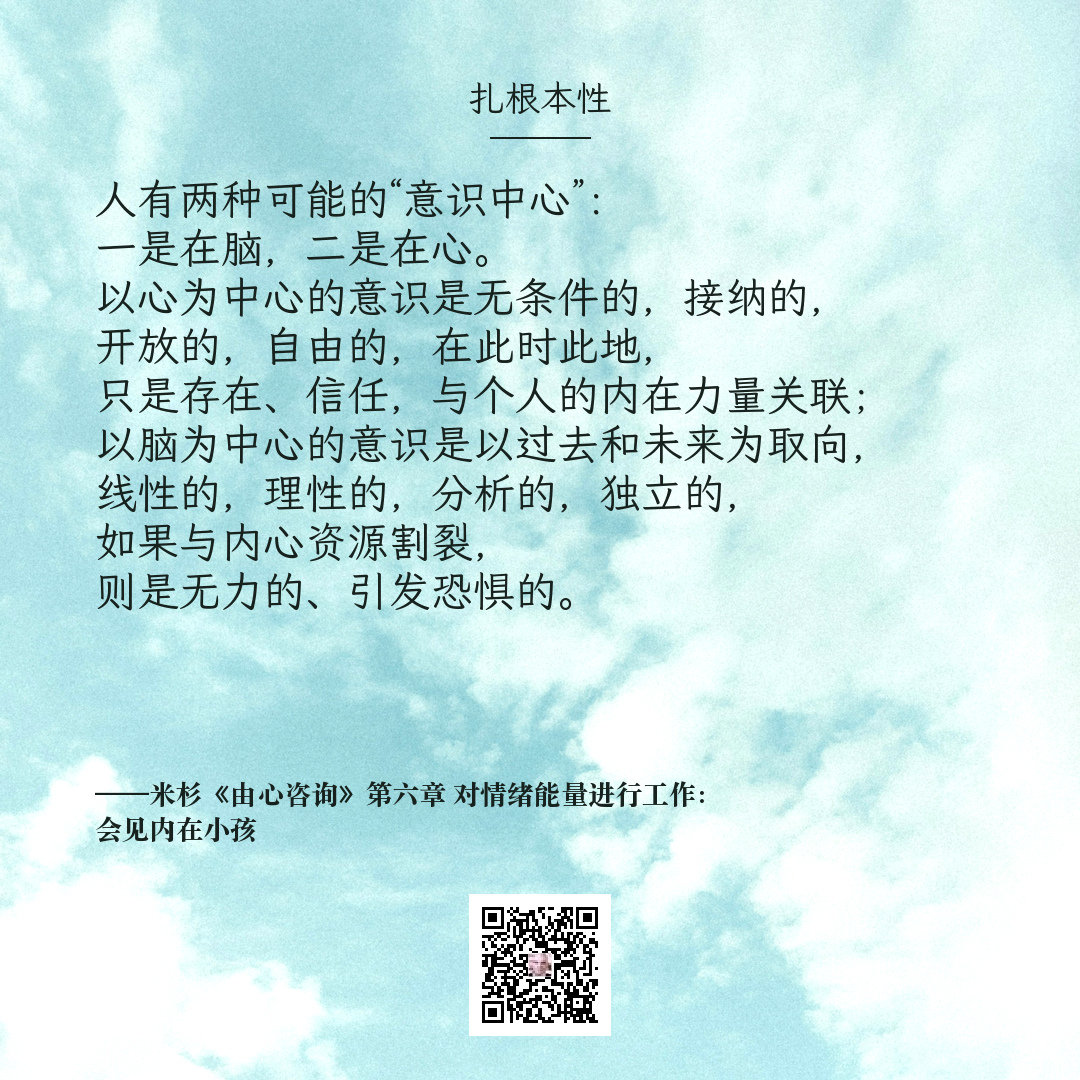 扎根本性
人有两种可能的“意识中心”：
一是在脑，二是在心。
以心为中心的意识是无条件的，接纳的，
开放的，自由的，在此时此地，
只是存在、信任，与个人的内在力量关联；
以脑为中心的意识是以过去和未来为取向，
线性的，理性的，分析的，独立的，
如果与内心资源割裂，
则是无力的、引发恐惧的。
——米杉《由心咨询》第六章 对情绪能量进行工作：
会见内在小孩